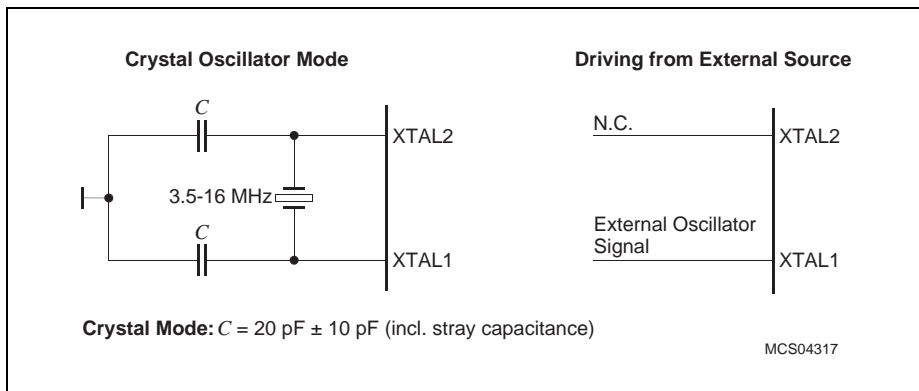 Crystal Oscillator Mode
Driving from External Source
C
XTAL2
N.C.
XTAL2
3.5-16 MHz
C
XTAL1
External Oscillator
Signal
XTAL1
Crystal Mode: C = 20 pF ± 10 pF (incl. stray capacitance)
MCS04317